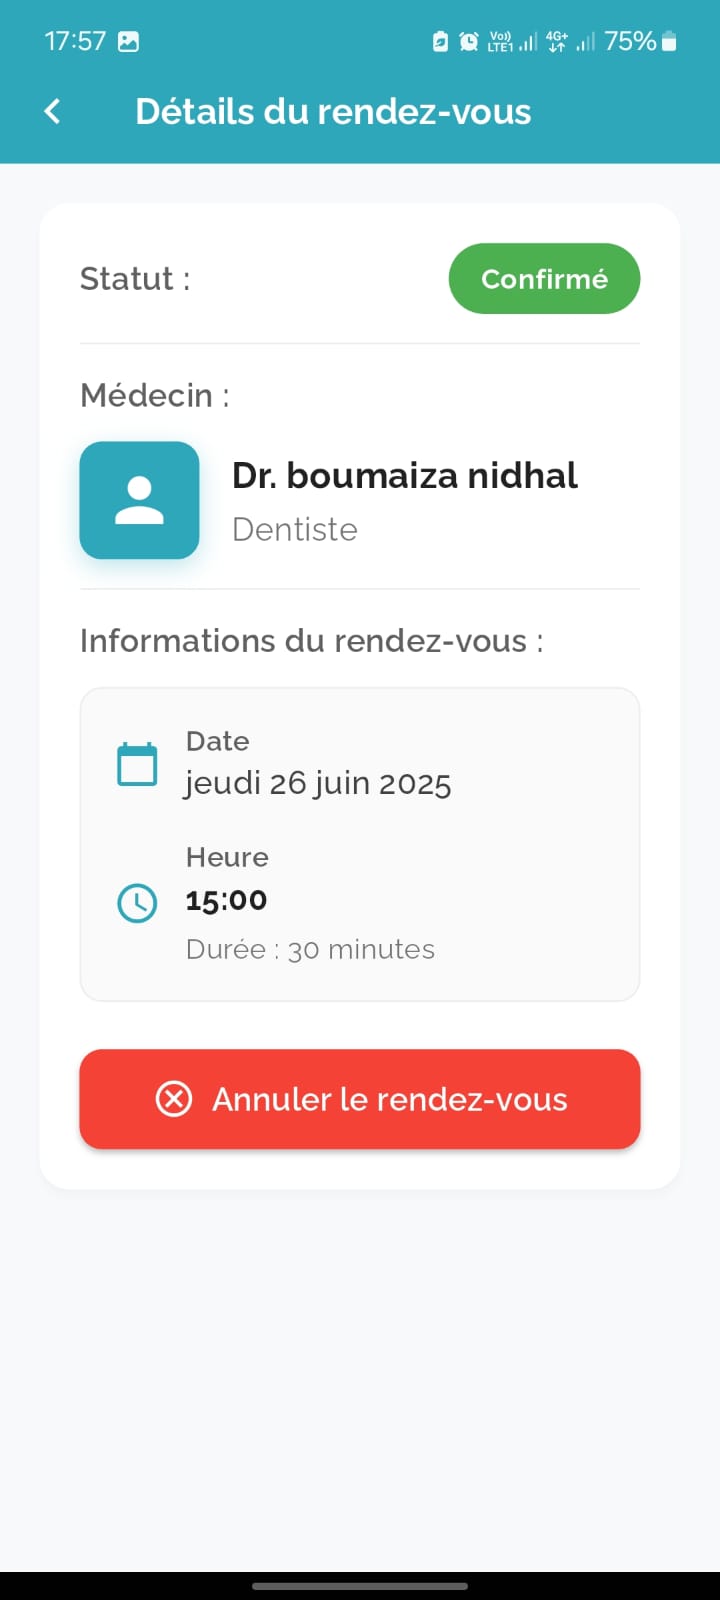 17:57 Vo)) LTE1 4G+ 75%
Détails du rendez-vous
Statut : Confirmé
Médecin :
Dr. boumaiza nidhal
Dentiste
Informations du rendez-vous :
Date
jeudi 26 juin 2025
Heure
15:00
Durée : 30 minutes
Annuler le rendez-vous